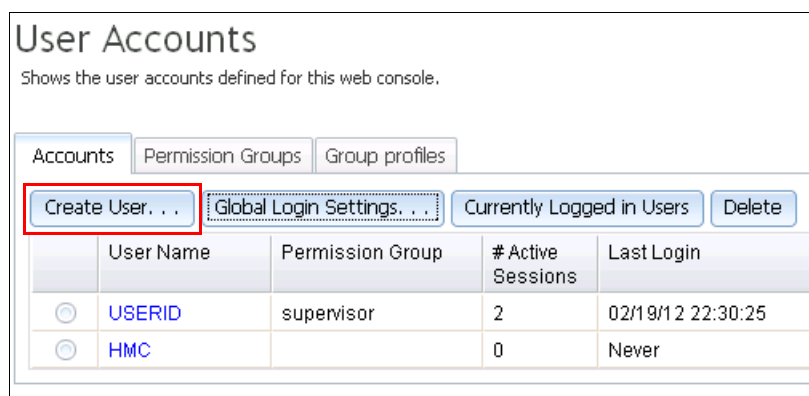 User Accounts
Shows the user accounts defined for this web console.
Accounts Permission Groups Group profiles
Create User. . . Global Login Settings. . . Currently Logged in Users Delete
User Name Permission Group # Active Sessions Last Login
USERID supervisor 2 02/19/12 22:30:25
HMC 0 Never